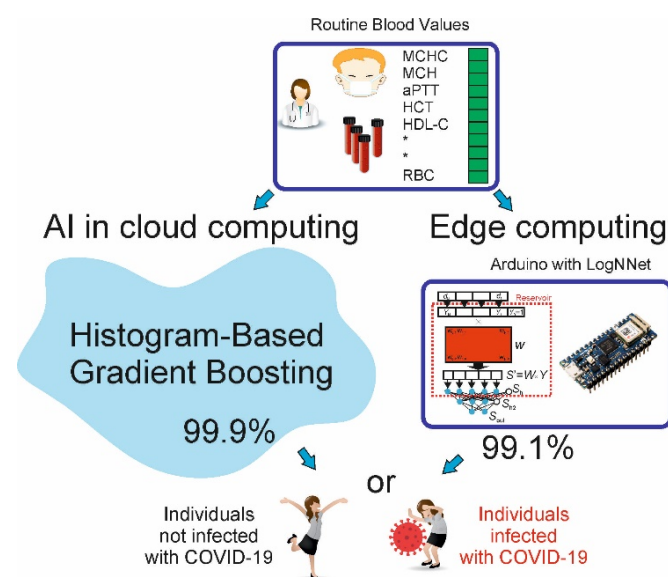 Routine Blood Values
MCHC
MCH
aPTT
HCT
HDL-C
*
*
RBC
AI in cloud computing
Histogram-Based
Gradient Boosting
99.9%
Edge computing
Arduino with LogNNet
Reservoir
W
S'=W·Y
99.1%
or
Individuals
not infected
with COVID-19
Individuals
infected
with COVID-19